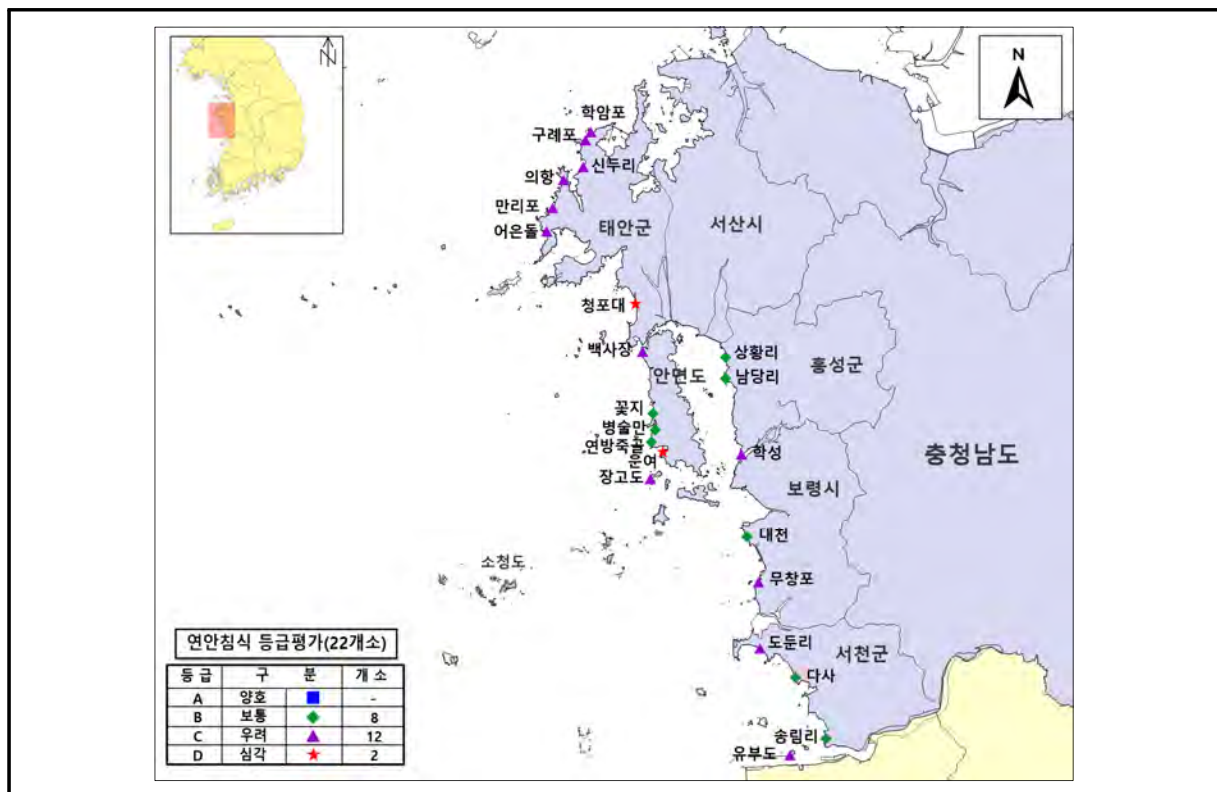 N
N
학암포
구례포
신두리
의항
만리포
어은돌
태안군
서산시
청포대
백사장
안면도
상황리
남당리
홍성군
꽃지
병술만
연방죽골
운여
장고도
학성
보령시
충청남도
대천
무창포
소청도
도둔리
서천군
다사
송림리
유부도
연안침식 등급평가(22개소)
등 급 구 분 개 소
A 양호 -
B 보통 8
C 우려 12
D 심각 2